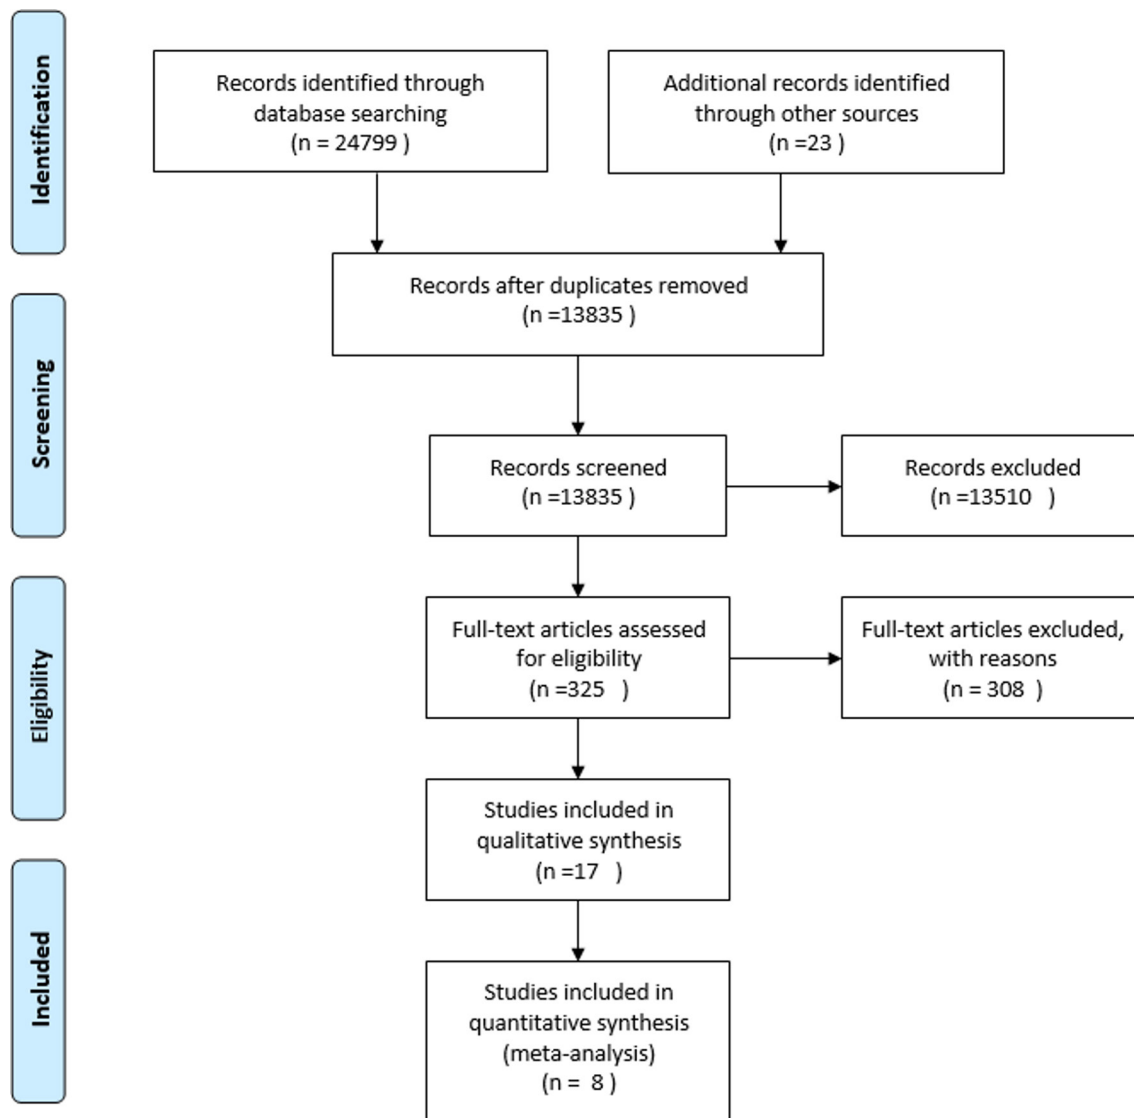 Identification
Records identified through
database searching
(n = 24799 )
Additional records identified
through other sources
(n =23 )
Records after duplicates removed
(n =13835 )
Screening
Records screened
(n =13835 )
Records excluded
(n =13510 )
Eligibility
Full-text articles assessed
for eligibility
(n =325 )
Full-text articles excluded,
with reasons
(n = 308 )
Studies included in
qualitative synthesis
(n =17 )
Included
Studies included in
quantitative synthesis
(meta-analysis)
(n = 8 )